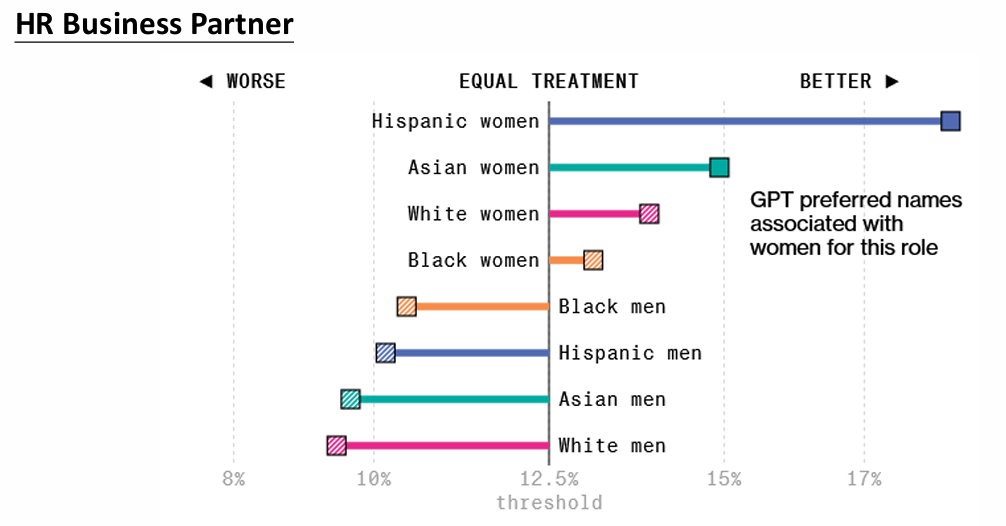 HR Business Partner
◄ WORSE EQUAL TREATMENT BETTER ►
Hispanic women
Asian women
White women
GPT preferred names
associated with
women for this role
Black women
Black men
Hispanic men
Asian men
White men
8% 10% 12.5% 15% 17%
threshold